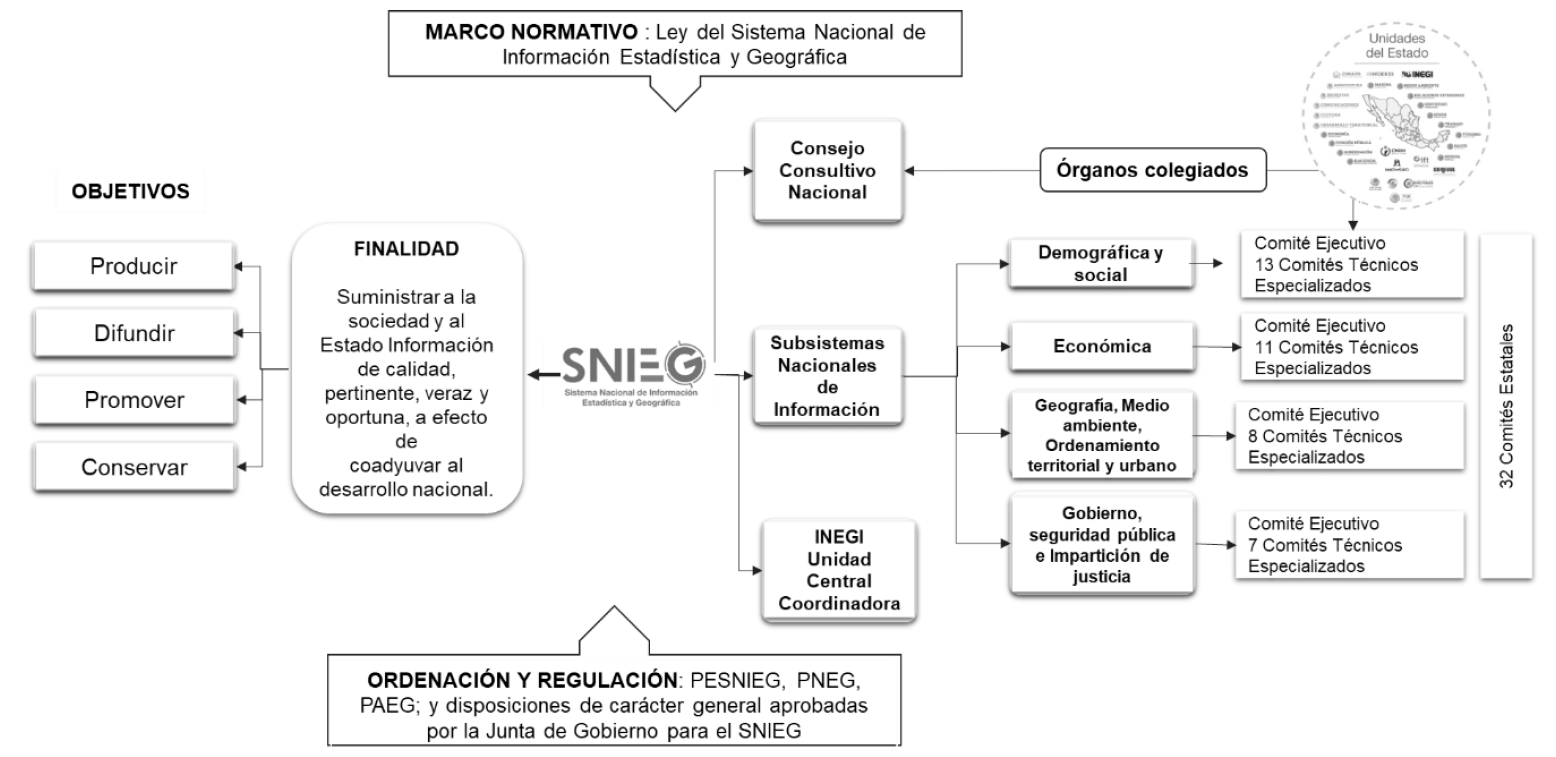 MARCO NORMATIVO : Ley del Sistema Nacional de
Información Estadística y Geográfica
Unidades
del Estado
INEGI
Consejo
Consultivo
Nacional
Órganos colegiados
OBJETIVOS
Producir
Difundir
Promover
Conservar
FINALIDAD
Suministrar a la
sociedad y al
Estado Información
de calidad,
pertinente, veraz y
oportuna, a efecto
de
coadyuvar al
desarrollo nacional.
SNIEG
Sistema Nacional de Información
Estadística y Geográfica
Subsistemas
Nacionales
de
Información
INEGI
Unidad
Central
Coordinadora
Demográfica y
social
Comité Ejecutivo
13 Comités Técnicos
Especializados
Económica
Comité Ejecutivo
11 Comités Técnicos
Especializados
Geografía, Medio
ambiente,
Ordenamiento
territorial y urbano
Comité Ejecutivo
8 Comités Técnicos
Especializados
Gobierno,
seguridad pública
e Impartición de
justicia
Comité Ejecutivo
7 Comités Técnicos
Especializados
32 Comités Estatales
ORDENACIÓN Y REGULACIÓN: PESNIEG, PNEG,
PAEG; y disposiciones de carácter general aprobadas
por la Junta de Gobierno para el SNIEG